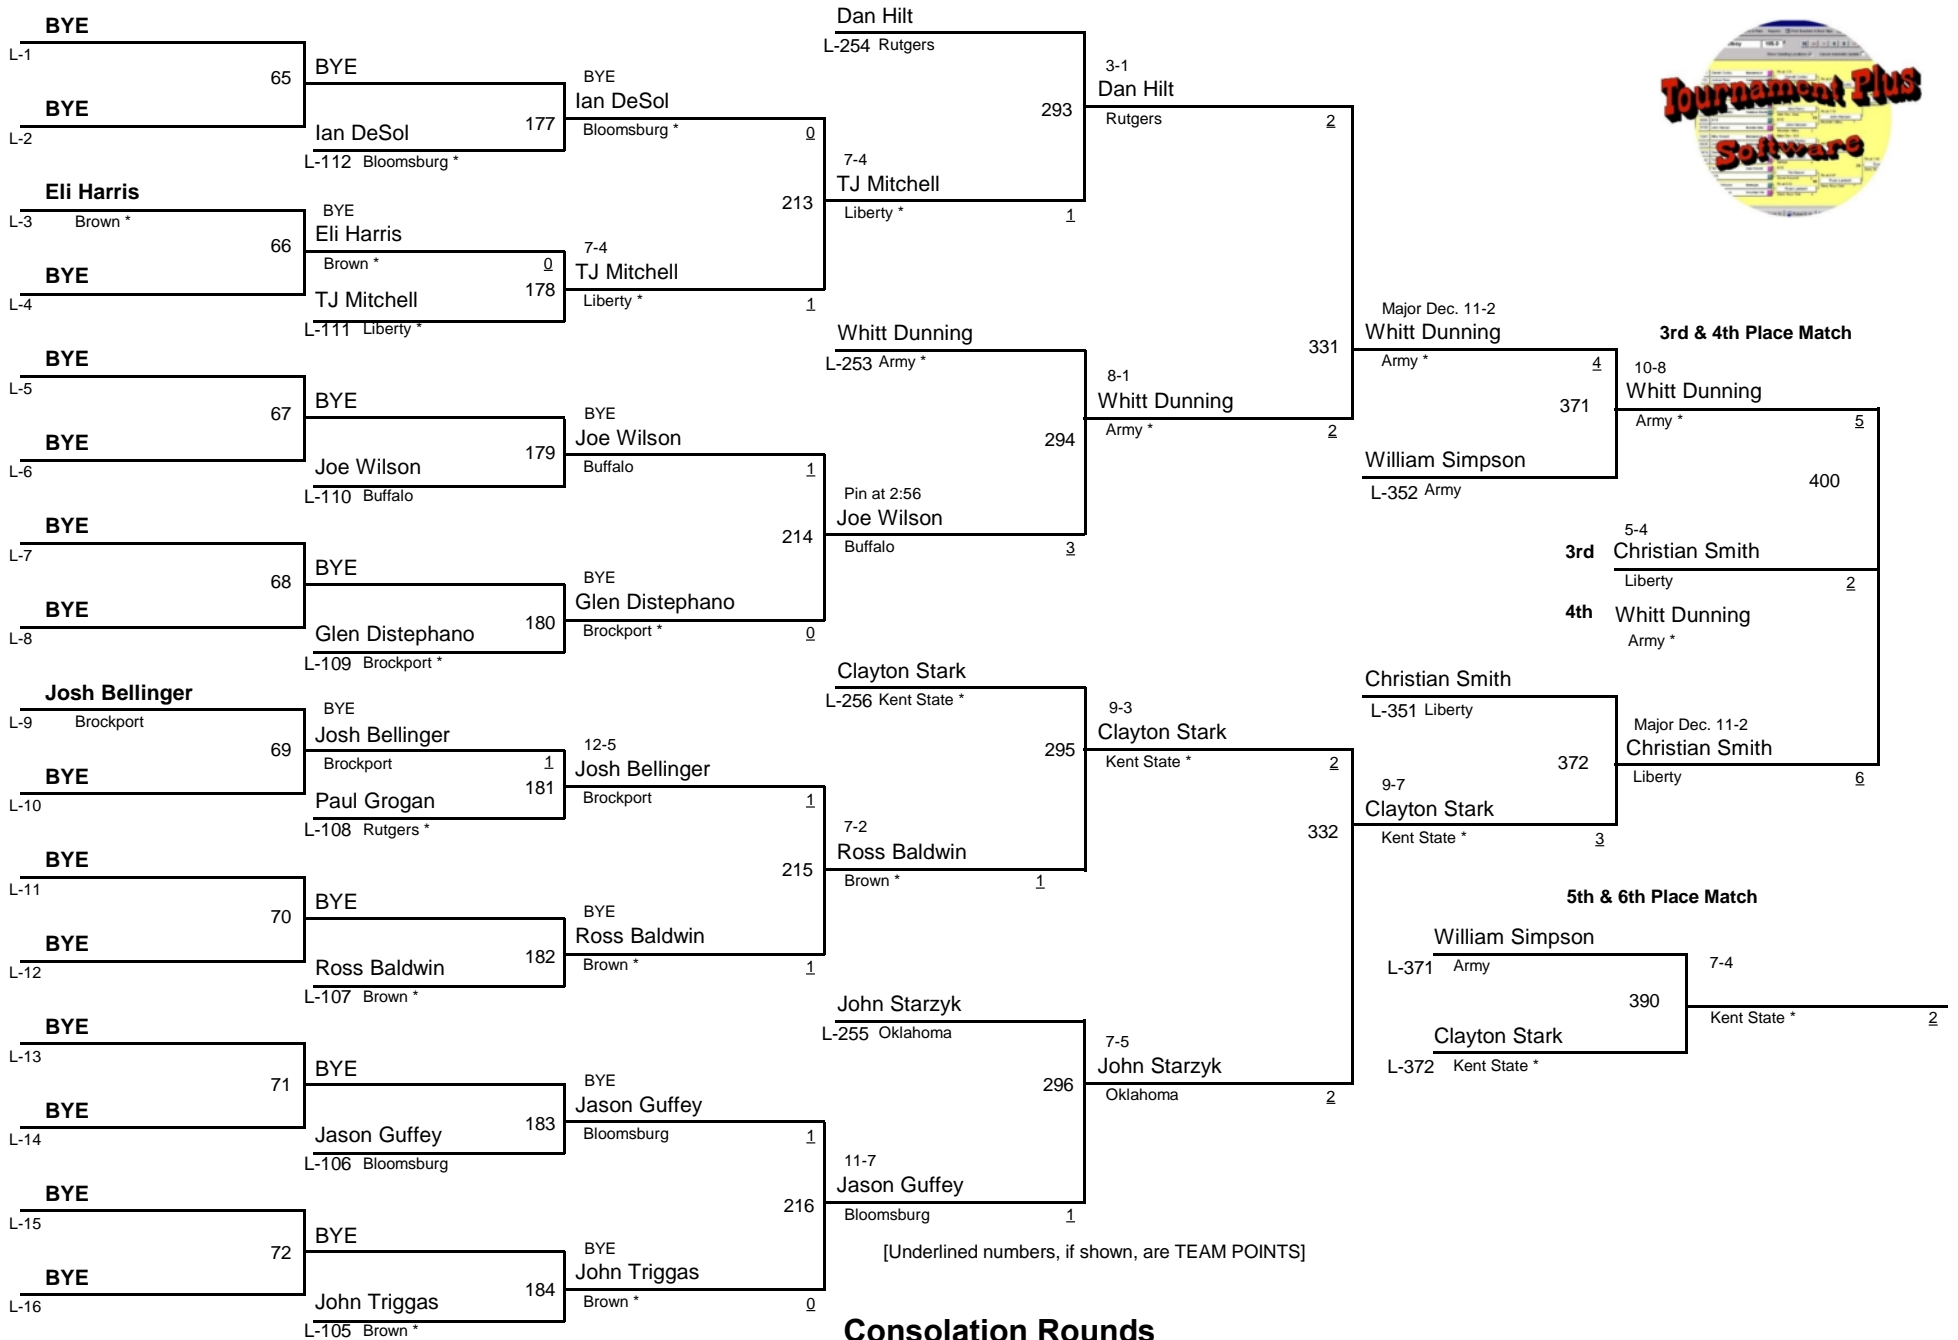 BYE
L-1
65
BYE
L-2
BYE
177
Ian DeSol
L-112 Bloomsburg *
BYE
Ian DeSol
Bloomsburg *
0
Eli Harris
L-3 Brown *
66
BYE
L-4
BYE
Eli Harris
Brown *
0
178
TJ Mitchell
L-111 Liberty *
7-4
TJ Mitchell
Liberty *
1
213
BYE
L-5
67
BYE
L-6
BYE
179
Joe Wilson
L-110 Buffalo
BYE
Joe Wilson
Buffalo
1
BYE
L-7
68
BYE
L-8
BYE
180
Glen Distephano
L-109 Brockport *
BYE
Glen Distephano
Brockport *
0
214
Josh Bellinger
L-9 Brockport
69
BYE
L-10
BYE
Josh Bellinger
Brockport
1
181
Paul Grogan
L-108 Rutgers *
12-5
Josh Bellinger
Brockport
1
BYE
L-11
70
BYE
L-12
BYE
182
Ross Baldwin
L-107 Brown *
BYE
Ross Baldwin
Brown *
1
215
BYE
L-13
71
BYE
L-14
BYE
183
Jason Guffey
L-106 Bloomsburg
BYE
Jason Guffey
Bloomsburg
1
BYE
L-15
72
BYE
L-16
BYE
184
John Triggas
L-105 Brown *
BYE
John Triggas
Brown *
0
216
Dan Hilt
L-254 Rutgers
293
7-4
TJ Mitchell
Liberty *
1
3-1
Dan Hilt
Rutgers
2
Whitt Dunning
L-253 Army *
294
Pin at 2:56
Joe Wilson
Buffalo
3
8-1
Whitt Dunning
Army *
2
331
Clayton Stark
L-256 Kent State *
295
7-2
Ross Baldwin
Brown *
1
9-3
Clayton Stark
Kent State *
2
John Starzyk
L-255 Oklahoma
296
11-7
Jason Guffey
Bloomsburg
1
7-5
John Starzyk
Oklahoma
2
332
Major Dec. 11-2
Whitt Dunning
Army *
4
371
William Simpson
L-352 Army
Christian Smith
L-351 Liberty
372
9-7
Clayton Stark
Kent State *
3
3rd & 4th Place Match
10-8
Whitt Dunning
Army *
5
400
5-4
3rd Christian Smith
Liberty
2
4th Whitt Dunning
Army *
Major Dec. 11-2
Christian Smith
Liberty
6
5th & 6th Place Match
William Simpson
L-371 Army
390
Clayton Stark
L-372 Kent State *
7-4
Kent State *
2
[Underlined numbers, if shown, are TEAM POINTS]
Consolation Rounds
Tournament Plus
Software